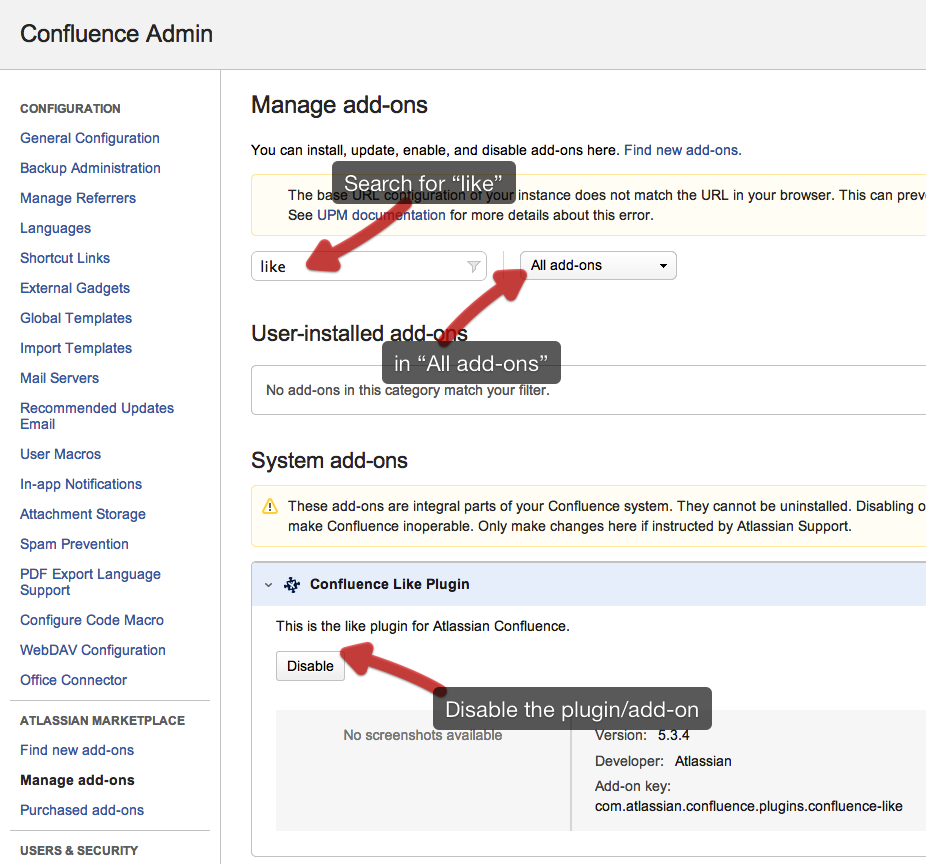 Confluence Admin
CONFIGURATION
General Configuration
Backup Administration
Manage Referrers
Languages
Shortcut Links
External Gadgets
Global Templates
Import Templates
Mail Servers
Recommended Updates
Email
User Macros
In-app Notifications
Attachment Storage
Spam Prevention
PDF Export Language
Support
Configure Code Macro
WebDAV Configuration
Office Connector
ATLASSIAN MARKETPLACE
Find new add-ons
Manage add-ons
Purchased add-ons
USERS & SECURITY
Manage add-ons
You can install, update, enable, and disable add-ons here. Find new add-ons.
Search for “like”
The base URL configuration of your instance does not match the URL in your browser. This can preve
See UPM documentation for more details about this error.
like
All add-ons
User-installed add-ons
in “All add-ons”
No add-ons in this category match your filter.
System add-ons
These add-ons are integral parts of your Confluence system. They cannot be uninstalled. Disabling o
make Confluence inoperable. Only make changes here if instructed by Atlassian Support.
Confluence Like Plugin
This is the like plugin for Atlassian Confluence.
Disable
Disable the plugin/add-on
No screenshots available
Version: 5.3.4
Developer: Atlassian
Add-on key:
com.atlassian.confluence.plugins.confluence-like